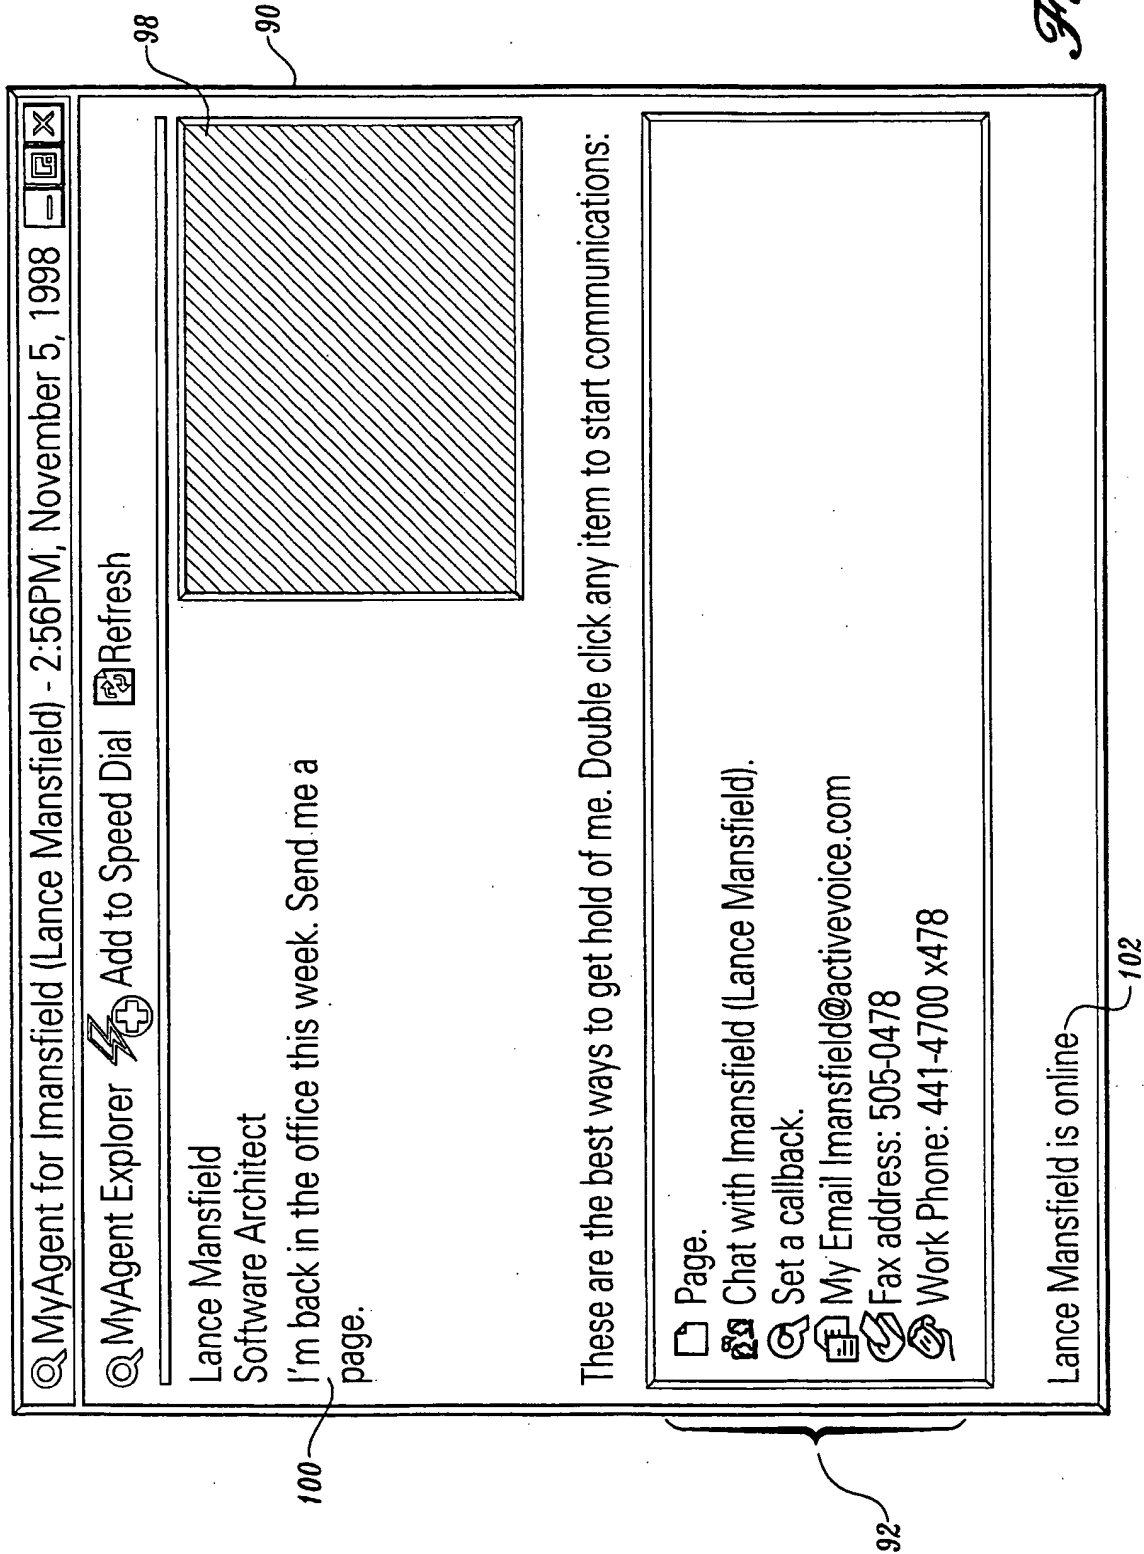 MyAgent for Imansfield (Lance Mansfield) - 2:56PM, November 5, 1998
MyAgent Explorer Add to Speed Dial Refresh
98
90
Lance Mansfield
Software Architect
I'm back in the office this week. Send me a
page.
100
These are the best ways to get hold of me. Double click any item to start communications:
Page.
Chat with Imansfield (Lance Mansfield).
Set a callback.
My Email Imansfield@activevoice.com
Fax address: 505-0478
Work Phone: 441-4700 x478
92
Lance Mansfield is online
102